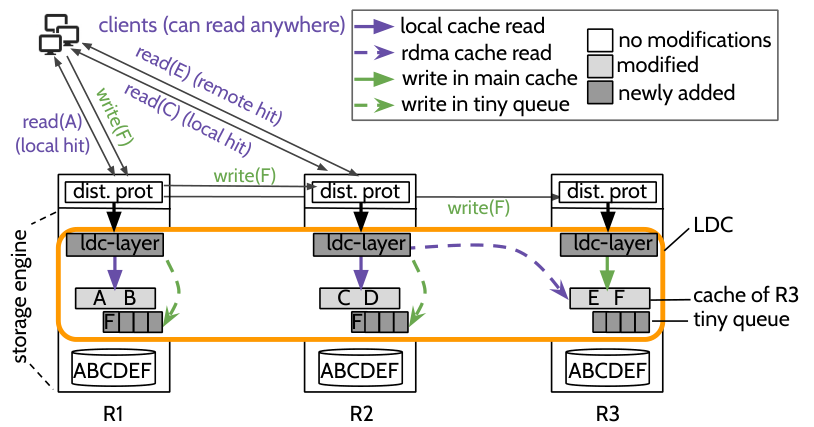 clients (can read anywhere)
local cache read
rdma cache read
write in main cache
write in tiny queue
no modifications
modified
newly added
read(E) (remote hit)
read(C) (local hit)
read(A)
(local hit)
write(F)
write(F)
write(F)
dist. prot
dist. prot
dist. prot
LDC
ldc-layer
ldc-layer
ldc-layer
storage engine
A B
C D
E F
cache of R3
F
F
tiny queue
ABCDEF
ABCDEF
ABCDEF
R1
R2
R3